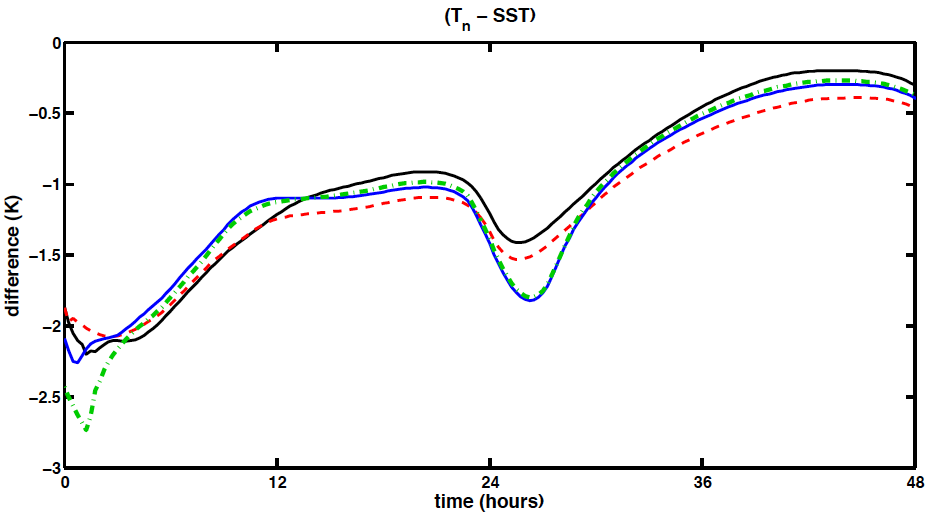 (Tn – SST)
0
−0.5
−1
−1.5
−2
−2.5
−3
difference (K)
0 12 24 36 48
time (hours)